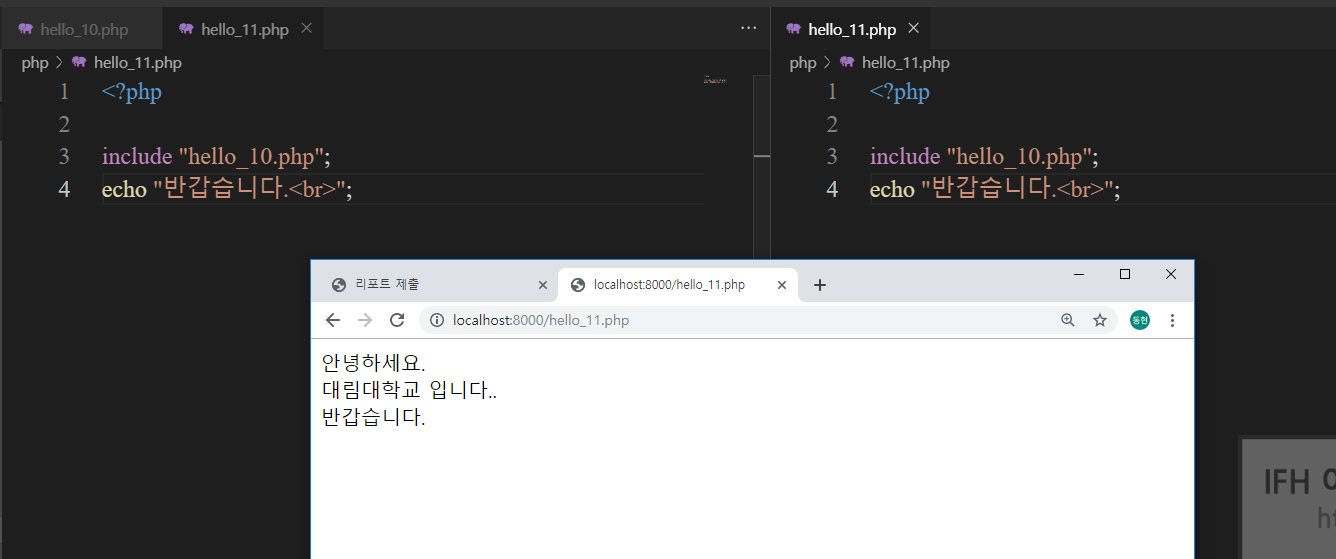 hello_10.php
hello_11.php
php > hello_11.php
1 <?php
2
3 include "hello_10.php";
4 echo "반갑습니다.<br>";
hello_11.php
php > hello_11.php
1 <?php
2
3 include "hello_10.php";
4 echo "반갑습니다.<br>";
리포트 제출
localhost:8000/hello_11.php
localhost:8000/hello_11.php
동현
안녕하세요.
대림대학교 입니다..
반갑습니다.
IFH